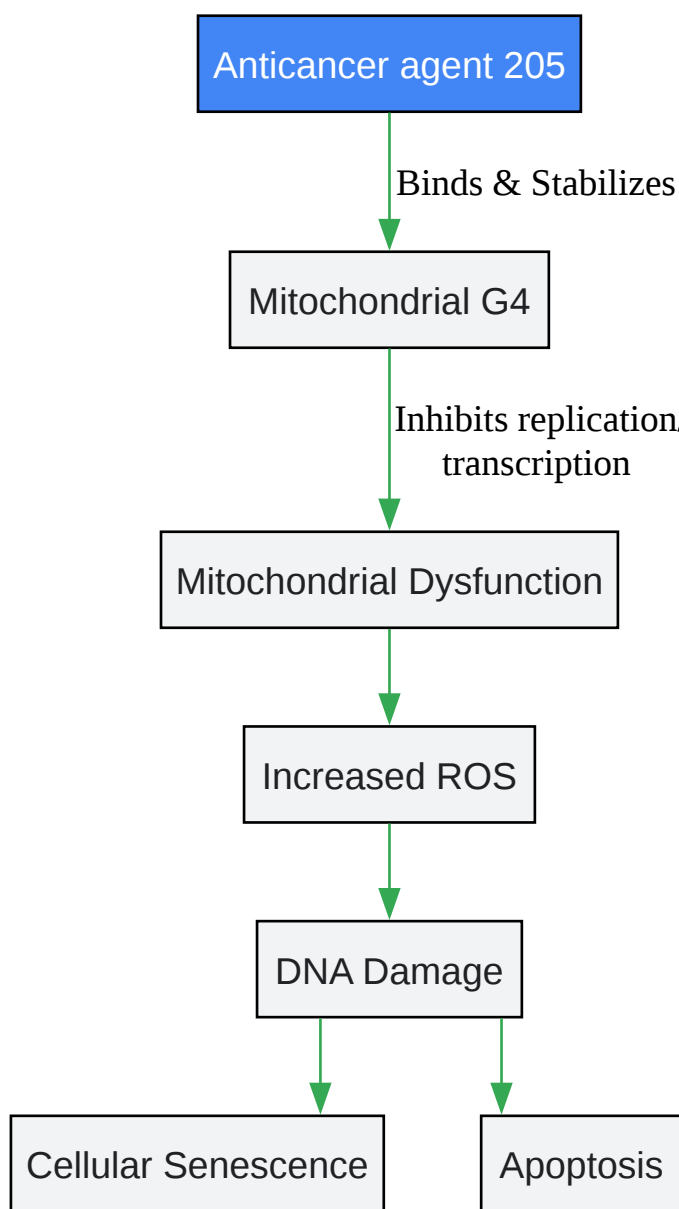 Anticancer agent 205
Binds & Stabilizes
Mitochondrial G4
Inhibits replication/
transcription
Mitochondrial Dysfunction
Increased ROS
DNA Damage
Cellular Senescence
Apoptosis